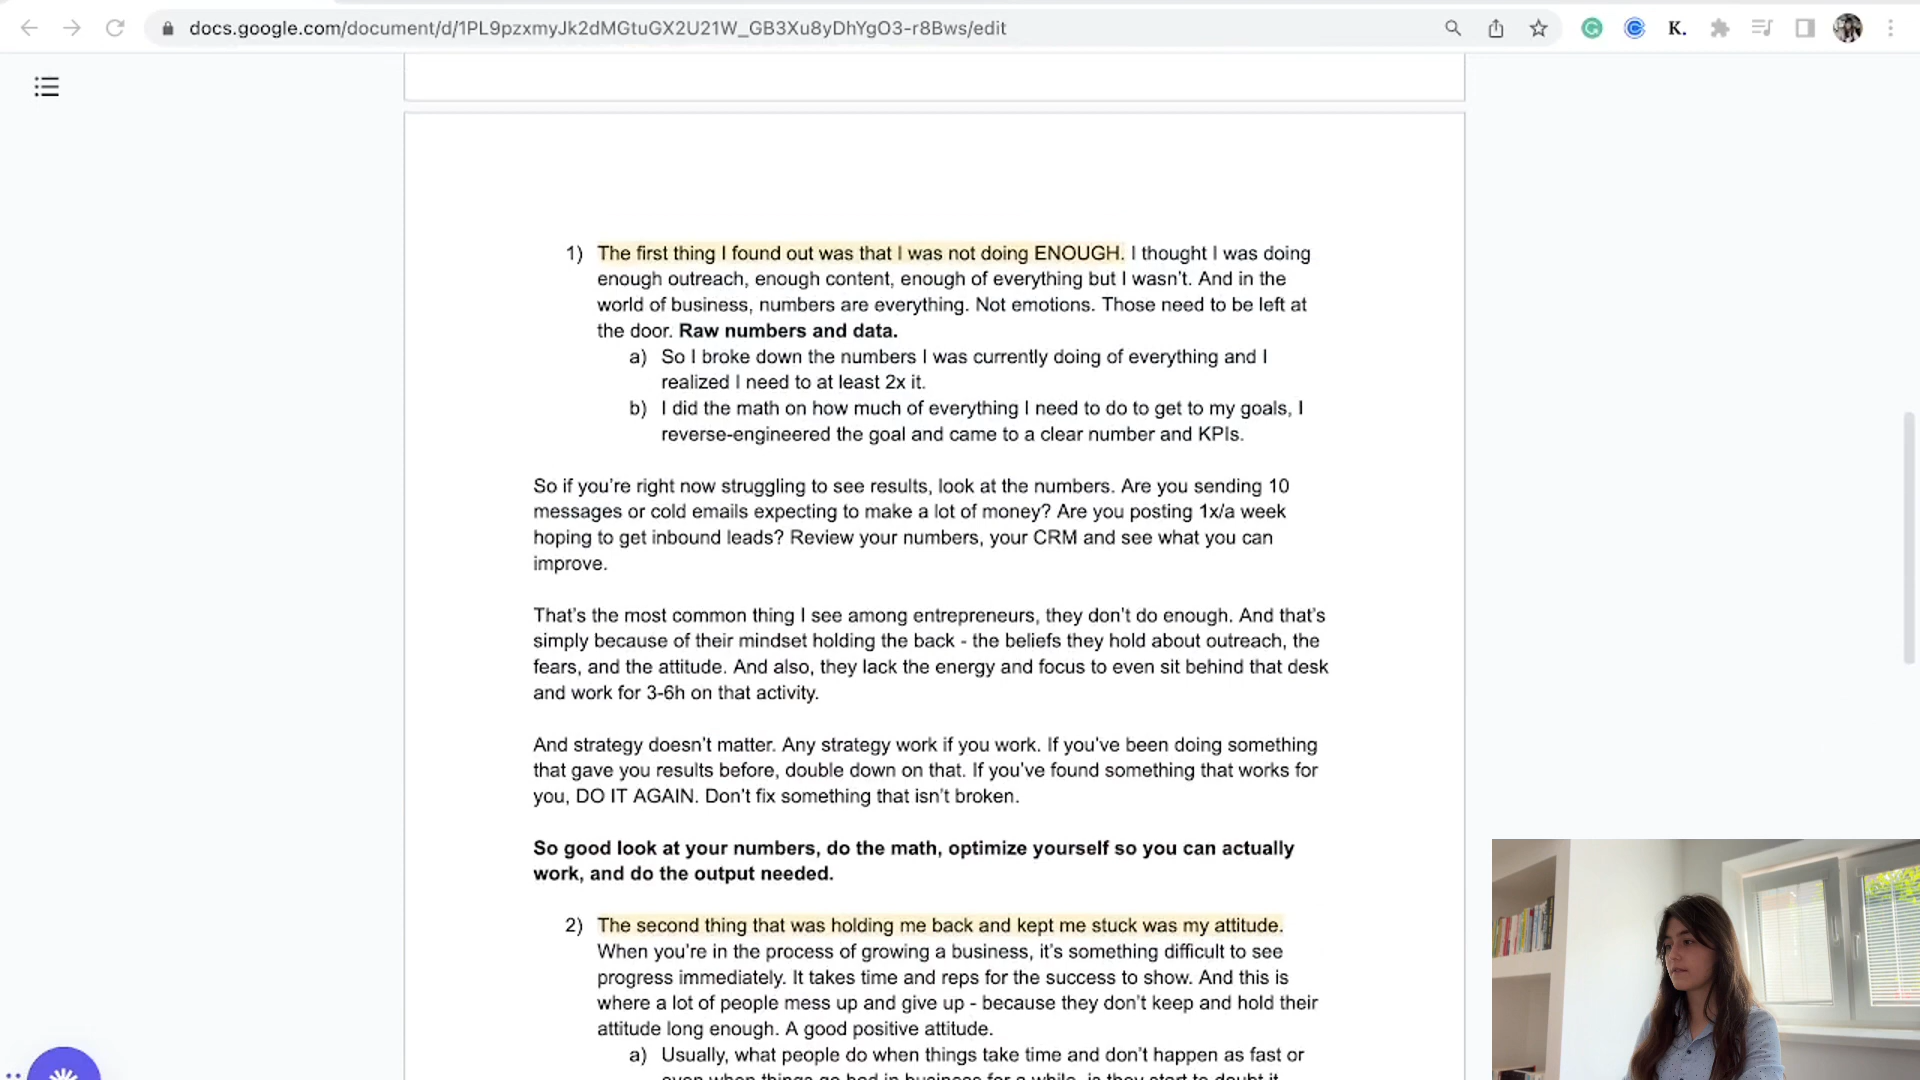 docs.google.com/document/d/1PL9pzxmyJk2dMGtuGX2U21W_GB3Xu8yDhYgO3-r8Bws/edit
K.
1) The first thing I found out was that I was not doing ENOUGH. I thought I was doing
enough outreach, enough content, enough of everything but I wasn't. And in the
world of business, numbers are everything. Not emotions. Those need to be left at
the door. Raw numbers and data.
a) So I broke down the numbers I was currently doing of everything and I
realized I need to at least 2x it.
b) I did the math on how much of everything I need to do to get to my goals, I
reverse-engineered the goal and came to a clear number and KPIs.
So if you're right now struggling to see results, look at the numbers. Are you sending 10
messages or cold emails expecting to make a lot of money? Are you posting 1x/a week
hoping to get inbound leads? Review your numbers, your CRM and see what you can
improve.
That's the most common thing I see among entrepreneurs, they don't do enough. And that's
simply because of their mindset holding the back - the beliefs they hold about outreach, the
fears, and the attitude. And also, they lack the energy and focus to even sit behind that desk
and work for 3-6h on that activity.
And strategy doesn't matter. Any strategy work if you work. If you've been doing something
that gave you results before, double down on that. If you've found something that works for
you, DO IT AGAIN. Don't fix something that isn't broken.
So good look at your numbers, do the math, optimize yourself so you can actually
work, and do the output needed.
2) The second thing that was holding me back and kept me stuck was my attitude.
When you're in the process of growing a business, it's something difficult to see
progress immediately. It takes time and reps for the success to show. And this is
where a lot of people mess up and give up - because they don't keep and hold their
attitude long enough. A good positive attitude.
a) Usually, what people do when things take time and don't happen as fast or
even when things go bad in business for a while, is they start to doubt it